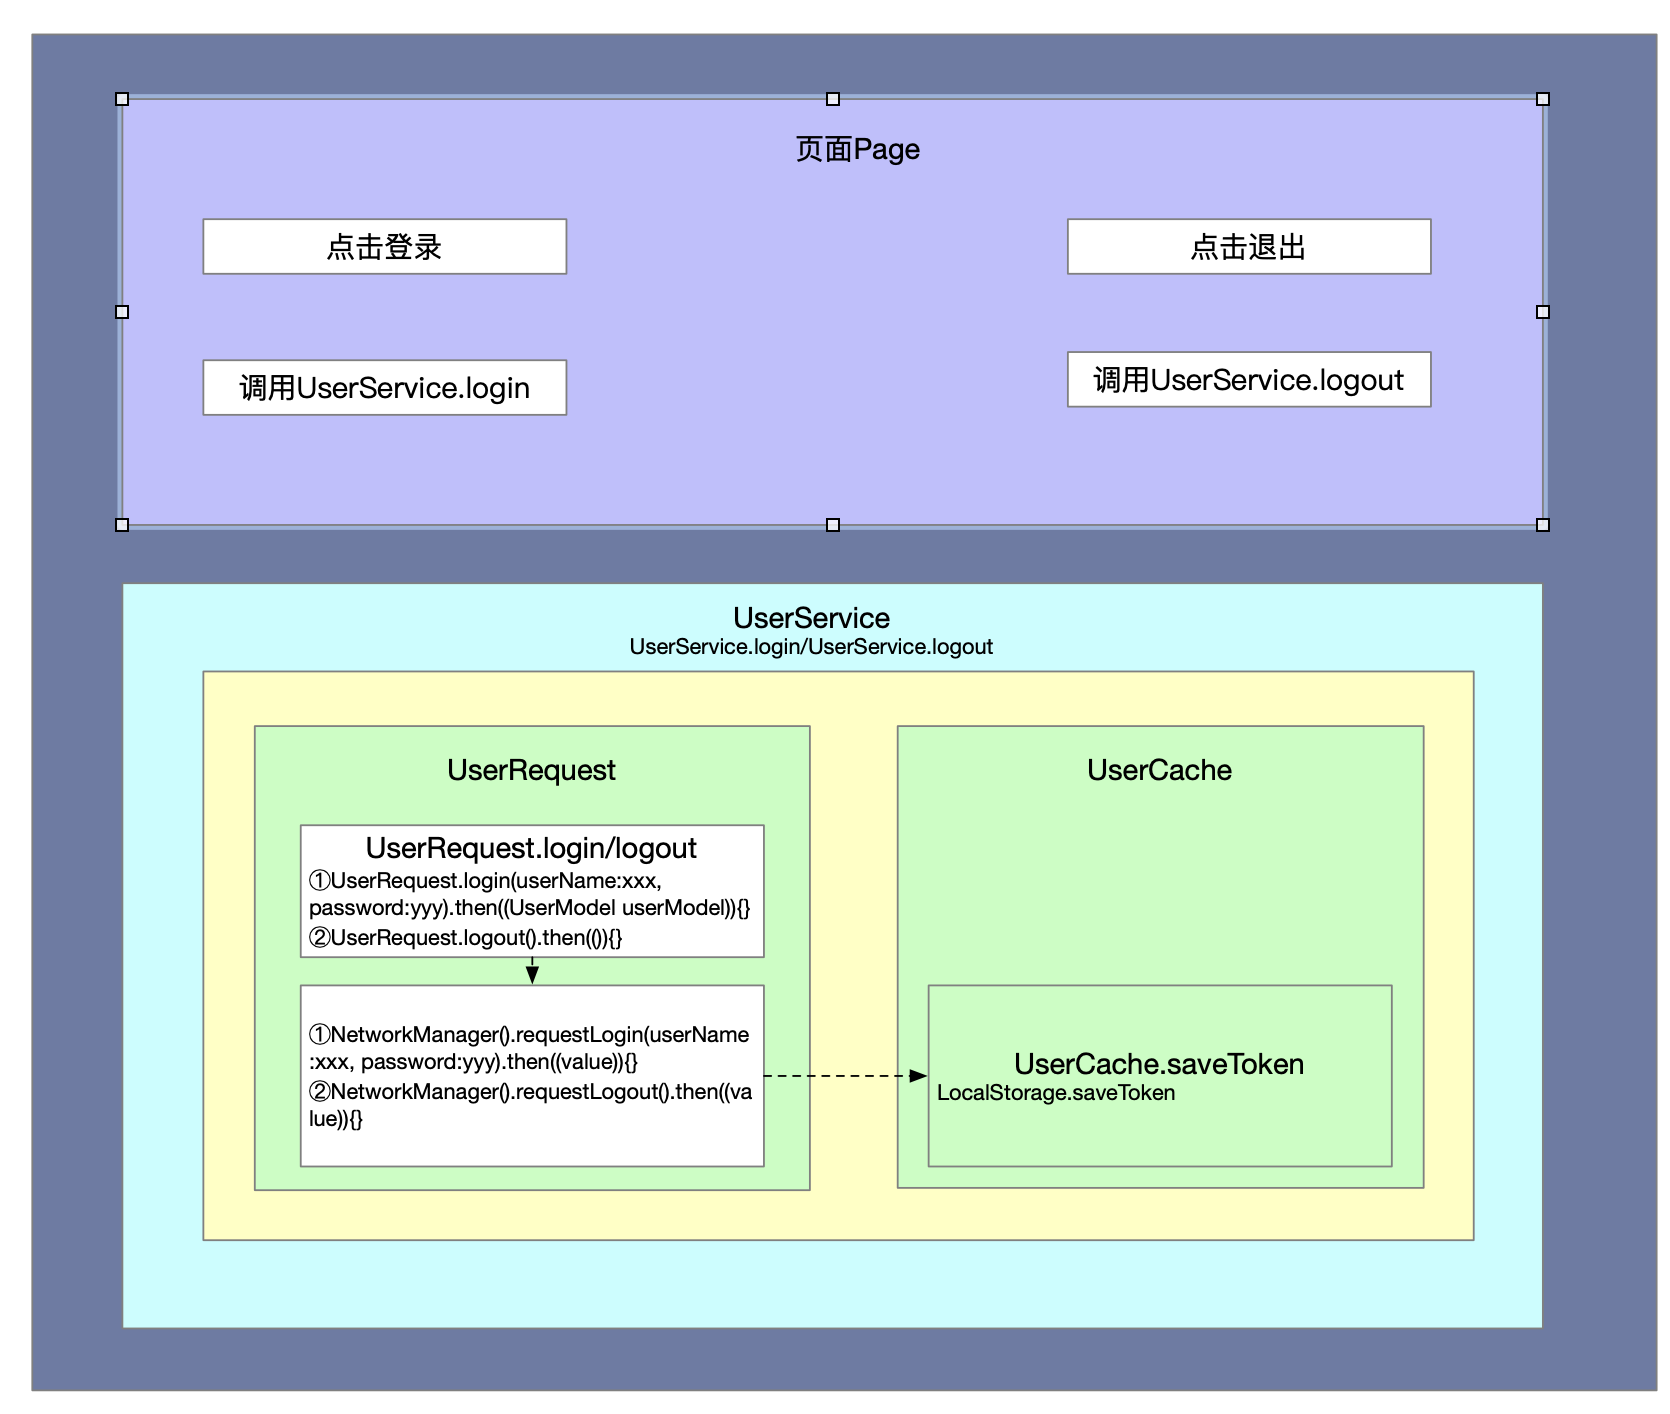 页面Page
点击登录
点击退出
调用UserService.login
调用UserService.logout
UserService
UserService.login/UserService.logout
UserRequest
UserRequest.login/logout
①UserRequest.login(userName:xxx,
password:yyy).then((UserModel userModel)){}
②UserRequest.logout().then(()){}
①NetworkManager().requestLogin(userName
:xxx, password:yyy).then((value)){}
②NetworkManager().requestLogout().then((va
lue)){}
UserCache
UserCache.saveToken
LocalStorage.saveToken